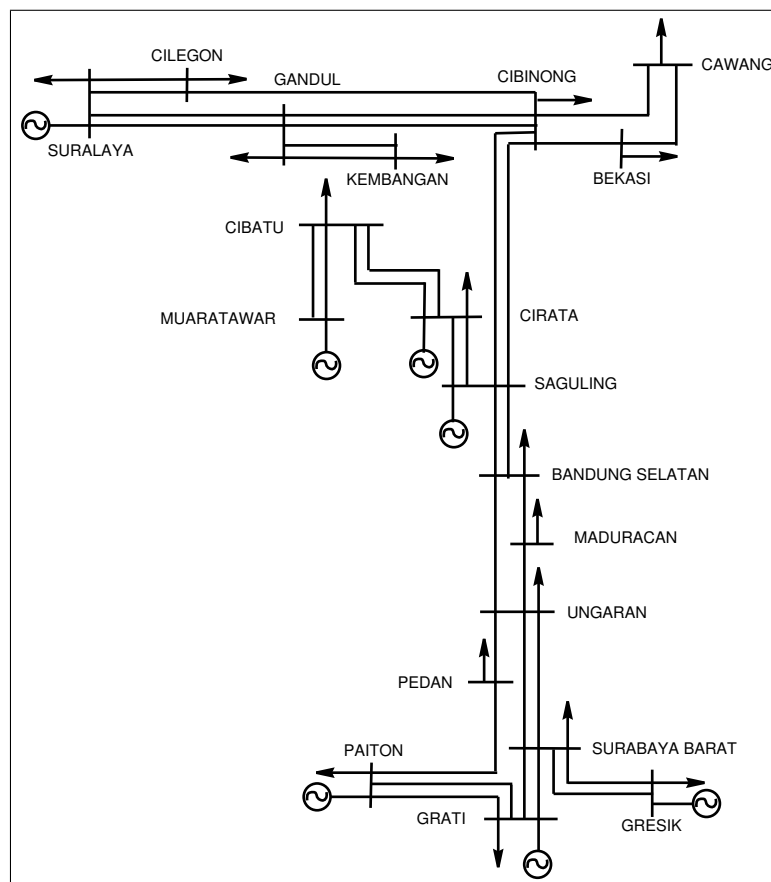 CILEGON
GANDUL
CIBINONG
CAWANG
SURALAYA
KEMBANGAN
BEKASI
CIBATU
MUARATAWAR
CIRATA
SAGULING
BANDUNG SELATAN
MADURACAN
UNGARAN
PEDAN
PAITON
SURABAYA BARAT
GRATI
GRESIK